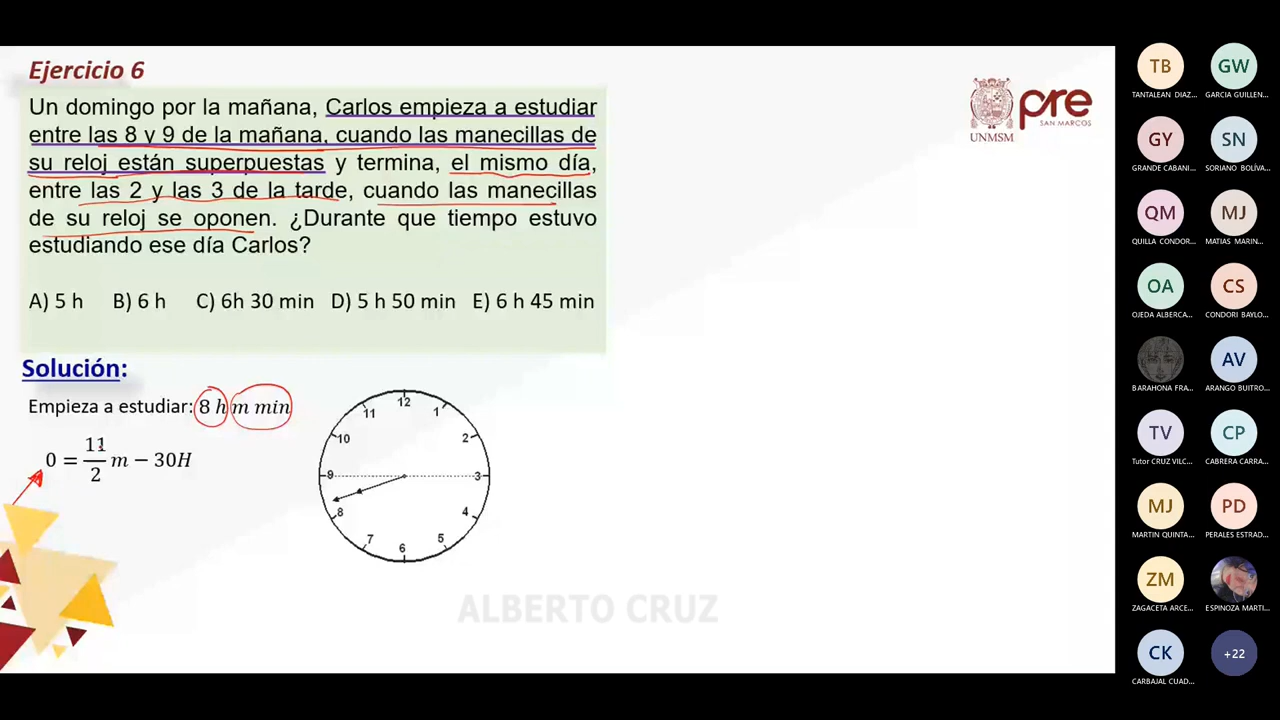 Ejercicio 6
Un domingo por la mañana, Carlos empieza a estudiar
entre las 8 y 9 de la mañana, cuando las manecillas de
su reloj están superpuestas y termina, el mismo día,
entre las 2 y las 3 de la tarde, cuando las manecillas
de su reloj se oponen. ¿Durante que tiempo estuvo
estudiando ese día Carlos?
A) 5 h B) 6 h C) 6h 30 min D) 5 h 50 min E) 6 h 45 min
UNMSM
pre
SAN MARCOS
Solución:
Empieza a estudiar: 8 h m min
0 = 11/2 m − 30H
12
11 1
10 2
9 3
8 4
7 5
6
ALBERTO CRUZ
TB GW
TANTALEAN DIAZ... GARCIA GUILLEN...
GY SN
GRANDE CABANI... SORIANO BOLÍVA...
QM MJ
QUILLA CONDOR... MATIAS MARIN...
OA CS
OJEDA ALBERCA... CONDORI BAYLO...
AV
BARAHONA FRA... ARANGO BUITRO...
TV CP
Tutor CRUZ VILC... CABRERA CARRA...
MJ PD
MARTIN QUINTA... PERALES ESTRAD...
ZM
ZAGACETA ARCE... ESPINOZA MARTI...
CK +22
CARBAJAL CUAD...